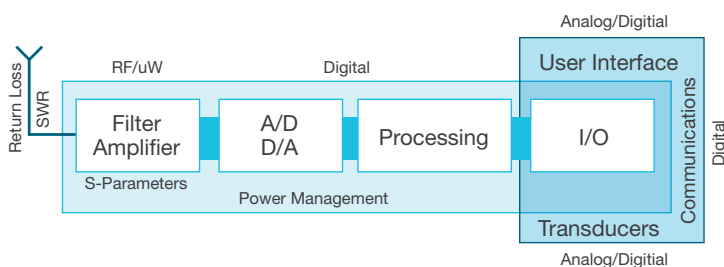 Analog/Digitial
RF/uW
Digital
User Interface
Return Loss
SWR
Filter
Amplifier
A/D
D/A
Processing
I/O
Communications
Digital
S-Parameters
Power Management
Transducers
Analog/Digitial